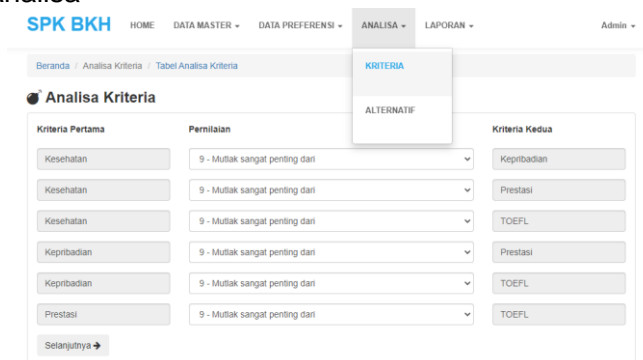 analisa
SPK BKH HOME DATA MASTER DATA PREFERENSI ANALISA LAPORAN Admin
Beranda / Analisa Kriteria / Tabel Analisa Kriteria
KRITERIA
ALTERNATIF
Analisa Kriteria
Kriteria Pertama Pernilaian Kriteria Kedua
Kesehatan 9 - Mutlak sangat penting dari Kepribadian
Kesehatan 9 - Mutlak sangat penting dari Prestasi
Kesehatan 9 - Mutlak sangat penting dari TOEFL
Kepribadian 9 - Mutlak sangat penting dari Prestasi
Kepribadian 9 - Mutlak sangat penting dari TOEFL
Prestasi 9 - Mutlak sangat penting dari TOEFL
Selanjutnya →